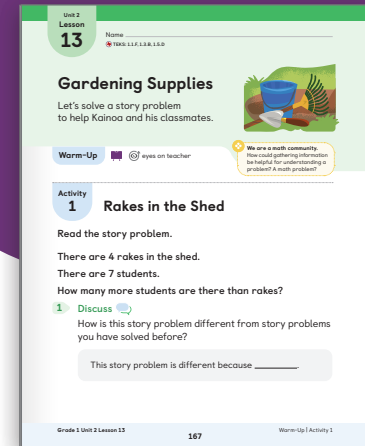 Unit 2
Lesson
13
Name
TEKS: 1.1.F, 1.3.B, 1.5.D
Gardening Supplies
Let's solve a story problem
to help Kainoa and his classmates.
Warm-Up
eyes on teacher
We are a math community.
How could gathering information
be helpful for understanding a
problem? A math problem?
Activity
1
Rakes in the Shed
Read the story problem.
There are 4 rakes in the shed.
There are 7 students.
How many more students are there than rakes?
1 Discuss
How is this story problem different from story problems
you have solved before?
This story problem is different because ________.
Grade 1 Unit 2 Lesson 13
167
Warm-Up | Activity 1